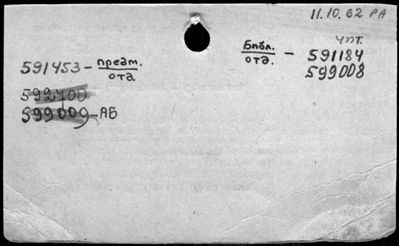 11.10.62 РА
чит.
591453 - предм.
отд.
Библ. - 591184
отд. 599008
592700
599009-АБ